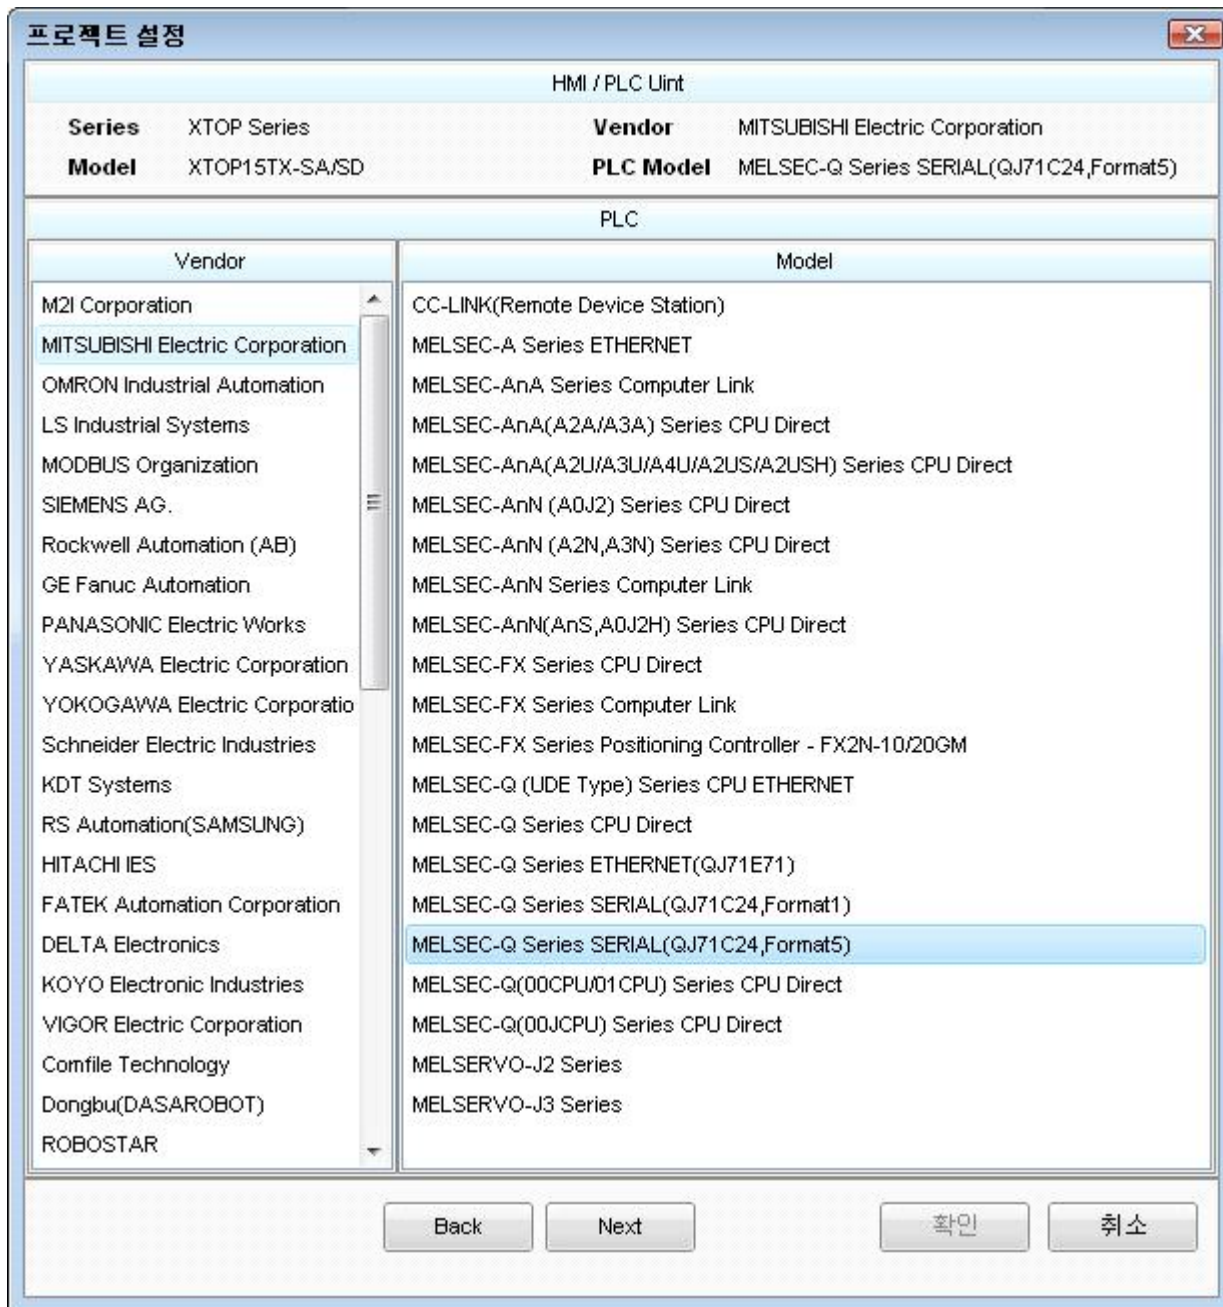 프로젝트 설정
HMI / PLC Uint
Series XTOP Series Vendor MITSUBISHI Electric Corporation
Model XTOP15TX-SA/SD PLC Model MELSEC-Q Series SERIAL(QJ71C24,Format5)
PLC
Vendor
M2I Corporation
MITSUBISHI Electric Corporation
OMRON Industrial Automation
LS Industrial Systems
MODBUS Organization
SIEMENS AG.
Rockwell Automation (AB)
GE Fanuc Automation
PANASONIC Electric Works
YASKAWA Electric Corporation
YOKOGAWA Electric Corporatio
Schneider Electric Industries
KDT Systems
RS Automation(SAMSUNG)
HITACHI IES
FATEK Automation Corporation
DELTA Electronics
KOYO Electronic Industries
VIGOR Electric Corporation
Comfile Technology
Dongbu(DASAROBOT)
ROBOSTAR
Model
CC-LINK(Remote Device Station)
MELSEC-A Series ETHERNET
MELSEC-AnA Series Computer Link
MELSEC-AnA(A2A/A3A) Series CPU Direct
MELSEC-AnA(A2U/A3U/A4U/A2US/A2USH) Series CPU Direct
MELSEC-AnN (A0J2) Series CPU Direct
MELSEC-AnN (A2N,A3N) Series CPU Direct
MELSEC-AnN Series Computer Link
MELSEC-AnN(AnS,A0J2H) Series CPU Direct
MELSEC-FX Series CPU Direct
MELSEC-FX Series Computer Link
MELSEC-FX Series Positioning Controller - FX2N-10/20GM
MELSEC-Q (UDE Type) Series CPU ETHERNET
MELSEC-Q Series CPU Direct
MELSEC-Q Series ETHERNET(QJ71E71)
MELSEC-Q Series SERIAL(QJ71C24,Format1)
MELSEC-Q Series SERIAL(QJ71C24,Format5)
MELSEC-Q(00CPU/01CPU) Series CPU Direct
MELSEC-Q(00JCPU) Series CPU Direct
MELSERVO-J2 Series
MELSERVO-J3 Series
Back Next 확인 취소